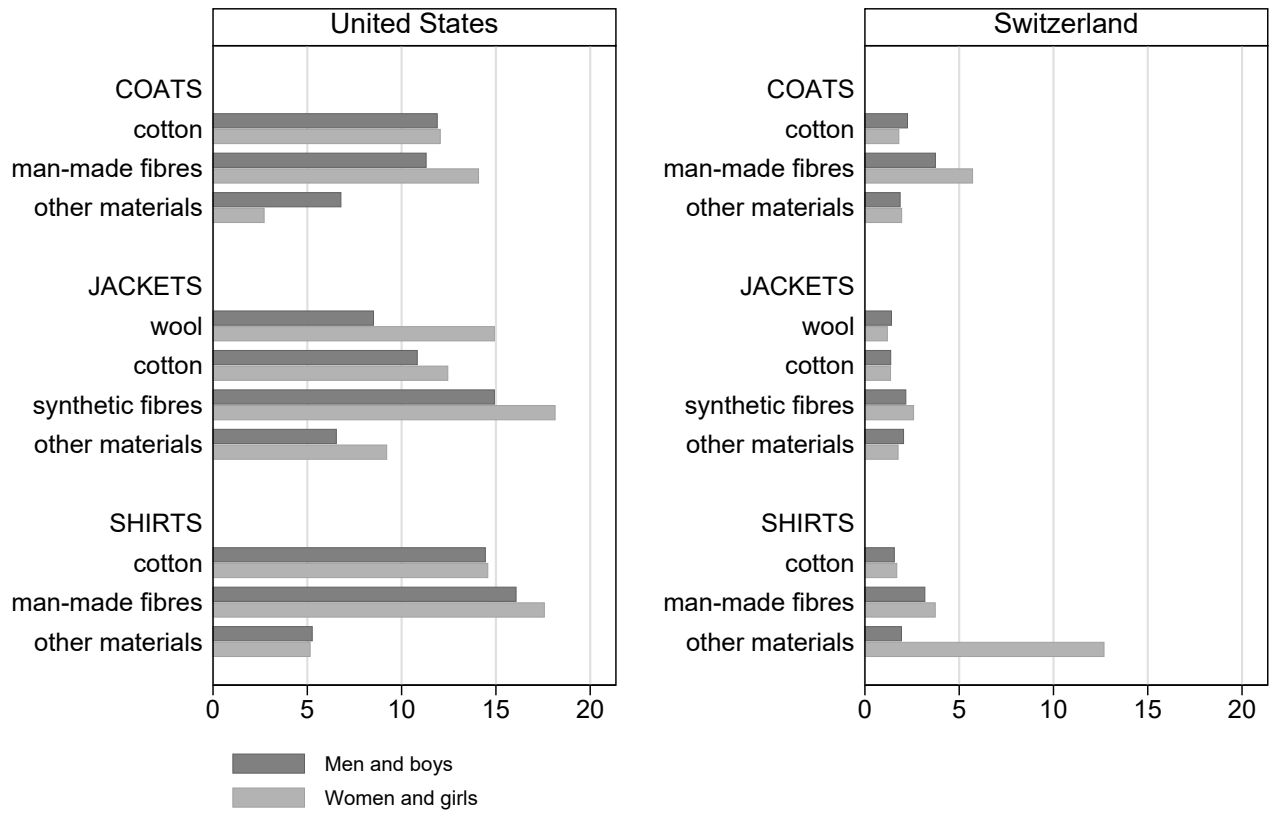 United States
COATS
cotton
man-made fibres
other materials
JACKETS
wool
cotton
synthetic fibres
other materials
SHIRTS
cotton
man-made fibres
other materials
0 5 10 15 20
Switzerland
COATS
cotton
man-made fibres
other materials
JACKETS
wool
cotton
synthetic fibres
other materials
SHIRTS
cotton
man-made fibres
other materials
0 5 10 15 20
Men and boys
Women and girls